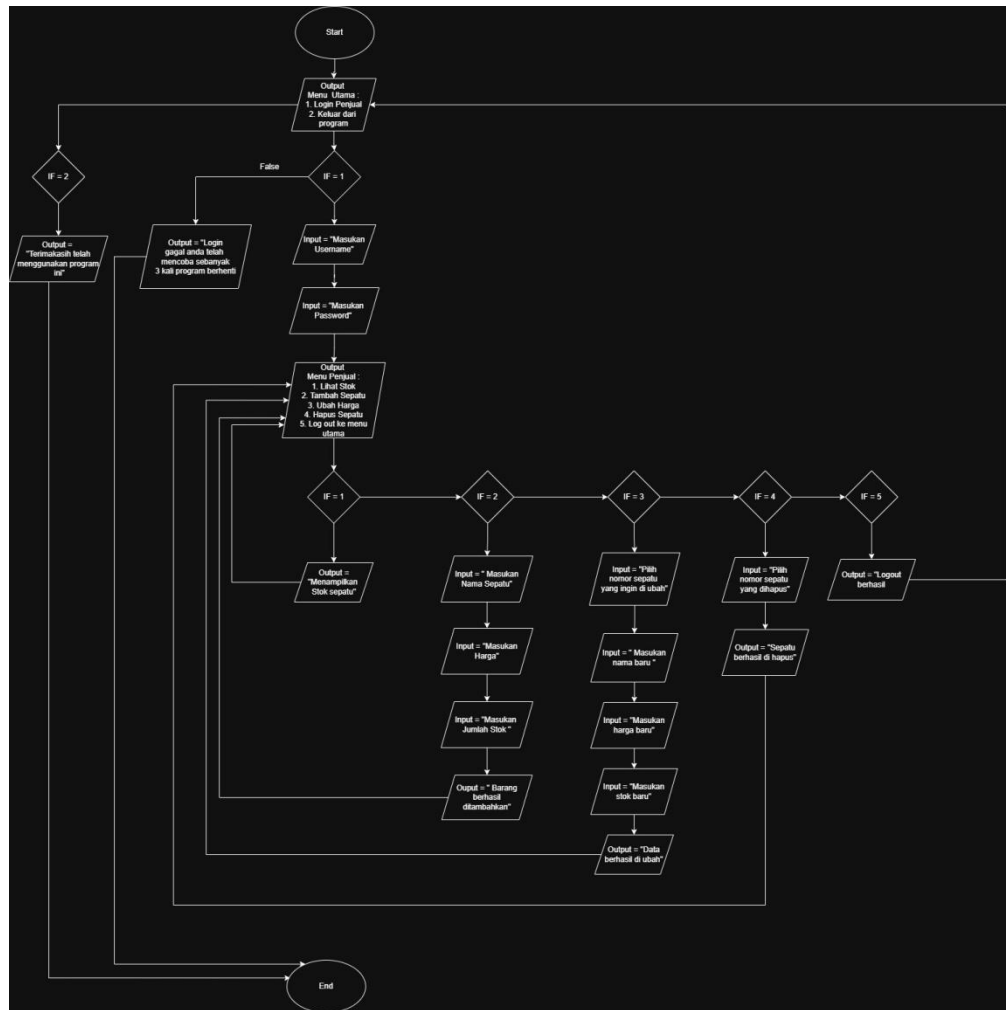 Start
Output
Menu Utama :
1. Login Penjual
2. Keluar dari
program
False
IF = 2
IF = 1
Output =
"Terimakasih telah
menggunakan program
ini"
Output = "Login
gagal anda telah
mencoba sebanyak
3 kali program berhenti
Input = "Masukan
Username"
Input = "Masukan
Password"
Output
Menu Penjual :
1. Lihat Stok
2. Tambah Sepatu
3. Ubah Harga
4. Hapus Sepatu
5. Log out ke menu
utama
IF = 1
IF = 2
IF = 3
IF = 4
IF = 5
Output =
"Menampilkan
Stok sepatu"
Input = " Masukan
Nama Sepatu"
Input = "Masukan
Harga"
Input = "Masukan
Jumlah Stok "
Ouput = " Barang
berhasil
ditambahkan"
Input = "Pilih
nomor sepatu
yang ingin di ubah"
Input = " Masukan
nama baru "
Input = "Masukan
harga baru"
Input = "Masukan
stok baru"
Output = "Data
berhasil di ubah"
Input = "Pilih
nomor sepatu
yang dihapus"
Output = "Sepatu
berhasil di hapus"
Output = "Logout
berhasil
End